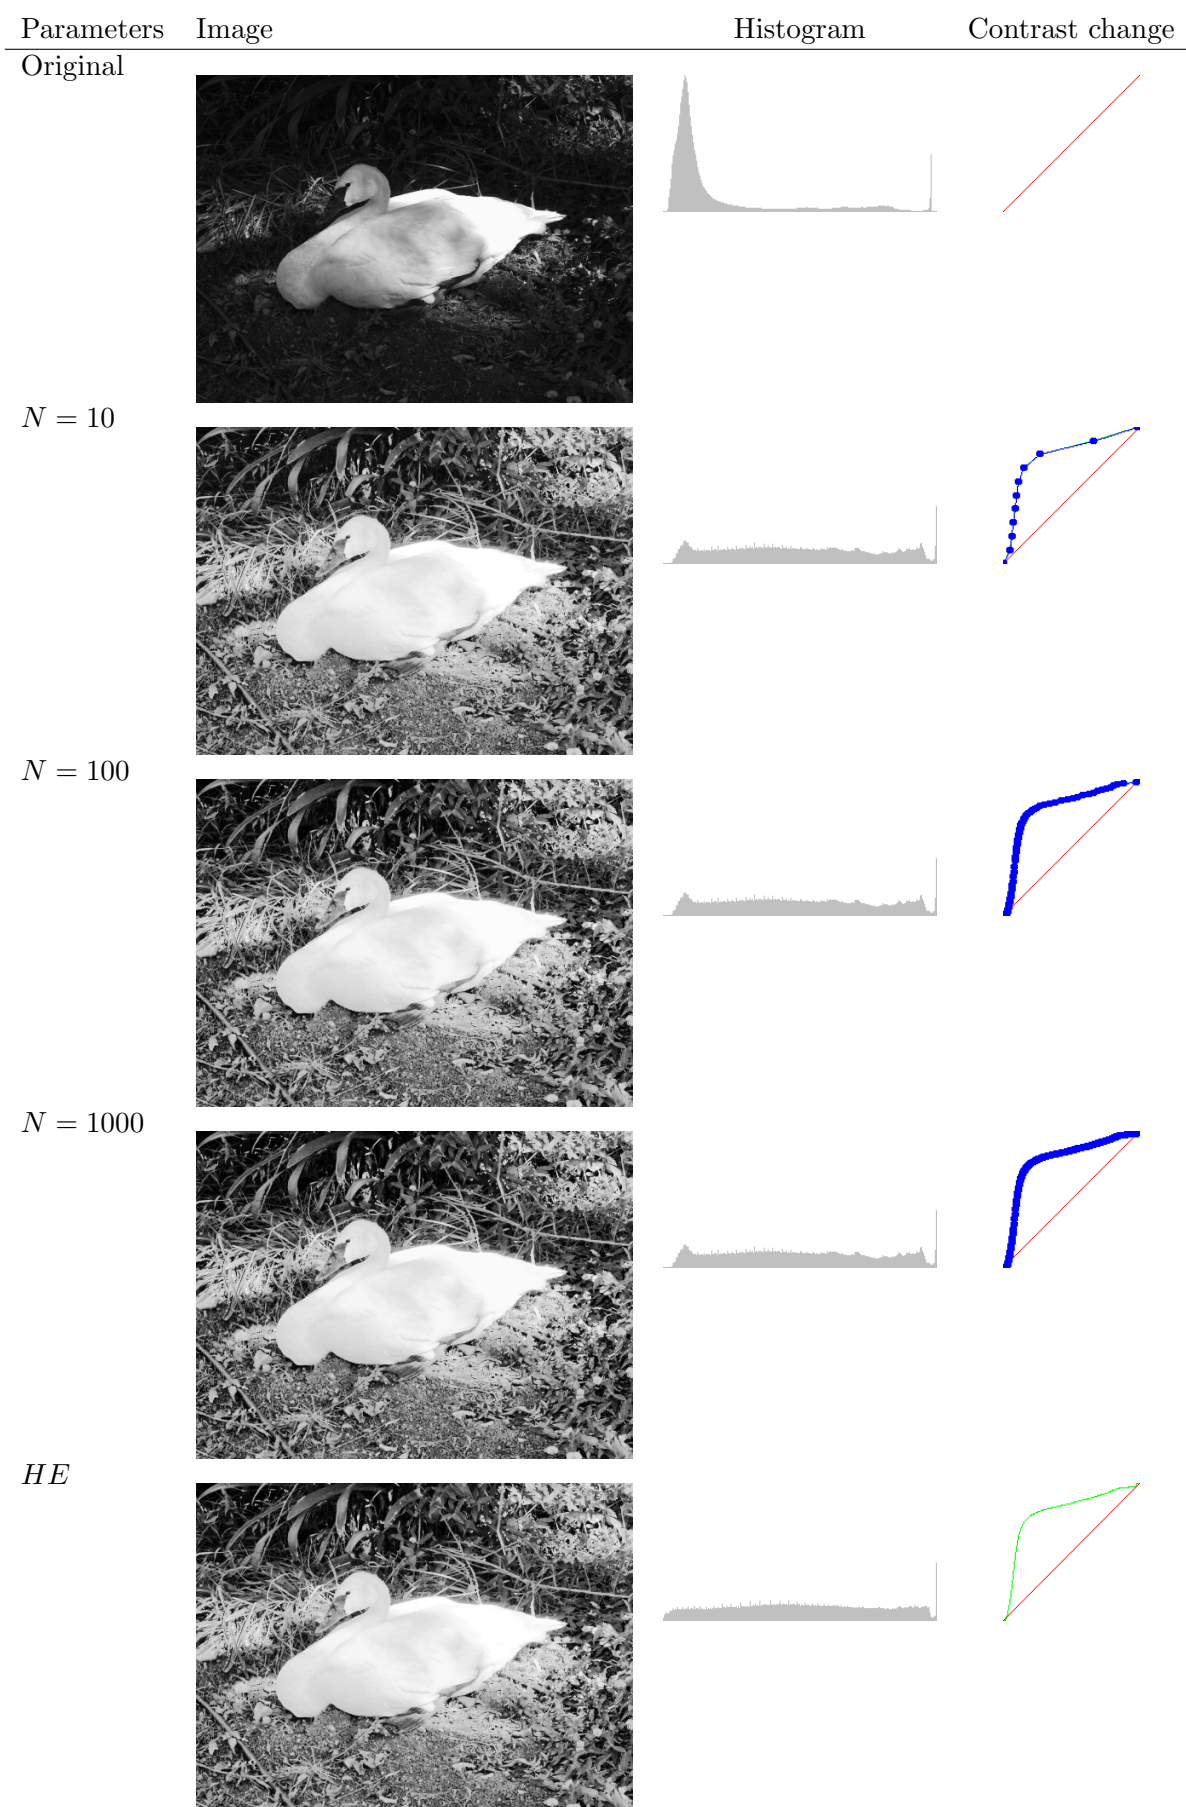 Parameters Image Histogram Contrast change
Original
N = 10
N = 100
N = 1000
HE